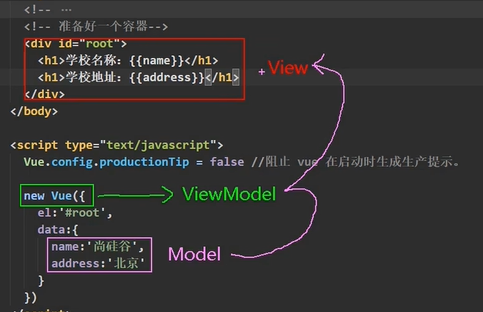 <!-- …
<!-- 准备好一个容器-->
<div id="root">
<h1>学校名称：{{name}}</h1>
<h1>学校地址：{{address}}</h1>
View
</div>
</body>
<script type="text/javascript">
Vue.config.productionTip = false //阻止 vue 在启动时生成生产提示。
new Vue({
ViewModel
el:'#root',
data:{
name:'尚硅谷',
address:'北京'
Model
}
})